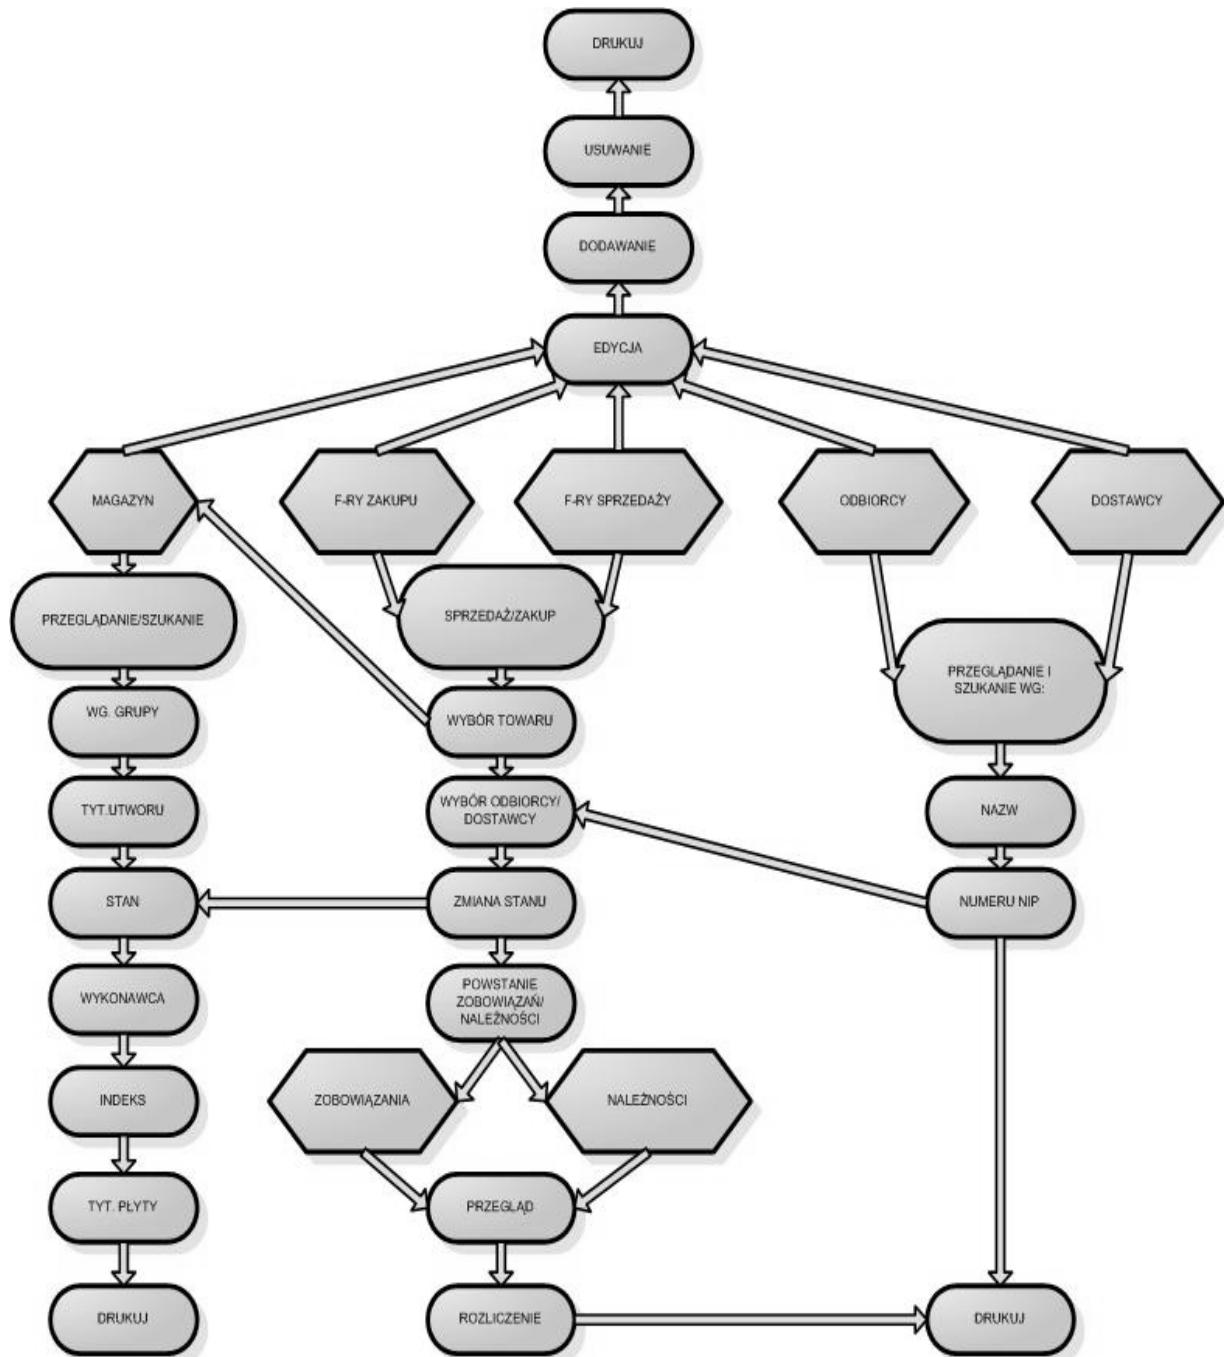 DRUKUJ
USUWANIE
DODAWANIE
EDYCJA
MAGAZYN
F-RY ZAKUPU
F-RY SPRZEDAŻY
ODBIORCY
DOSTAWCY
PRZEGLĄDANIE/SZUKANIE
SPRZEDAŻ/ZAKUP
PRZEGLĄDANIE I
SZUKANIE WG:
WG. GRUPY
WYBÓR TOWARU
TYT.UTWORU
WYBÓR ODBIORCY/
DOSTAWCY
NAZW
STAN
ZMIANA STANU
NUMERU NIP
WYKONAWCA
POWSTANIE
ZOBOWIĄZAŃ/
NALEŻNOŚCI
INDEKS
ZOBOWIĄZANIA
NALEŻNOŚCI
TYT. PŁYTY
PRZEGLĄD
DRUKUJ
ROZLICZENIE
DRUKUJ